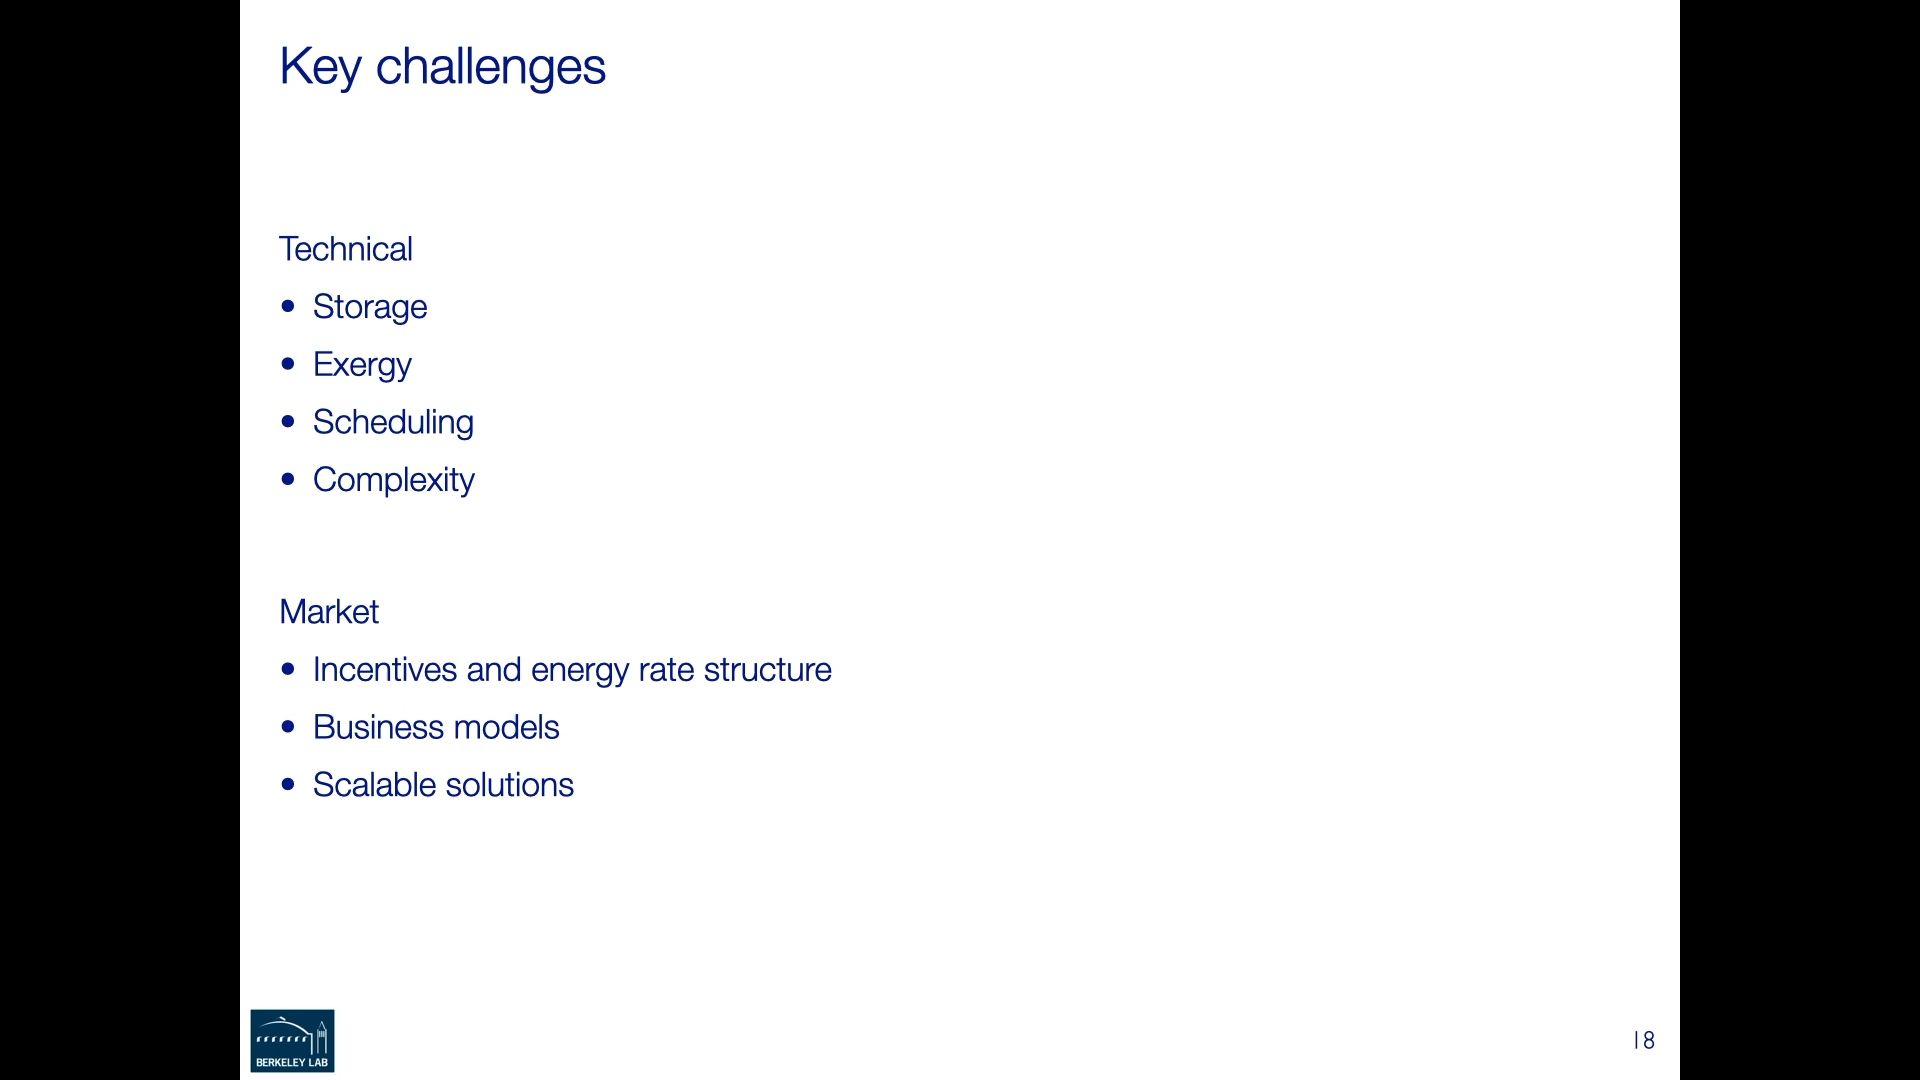 Key challenges
Technical
• Storage
• Exergy
• Scheduling
• Complexity
Market
• Incentives and energy rate structure
• Business models
• Scalable solutions
BERKELEY LAB
18